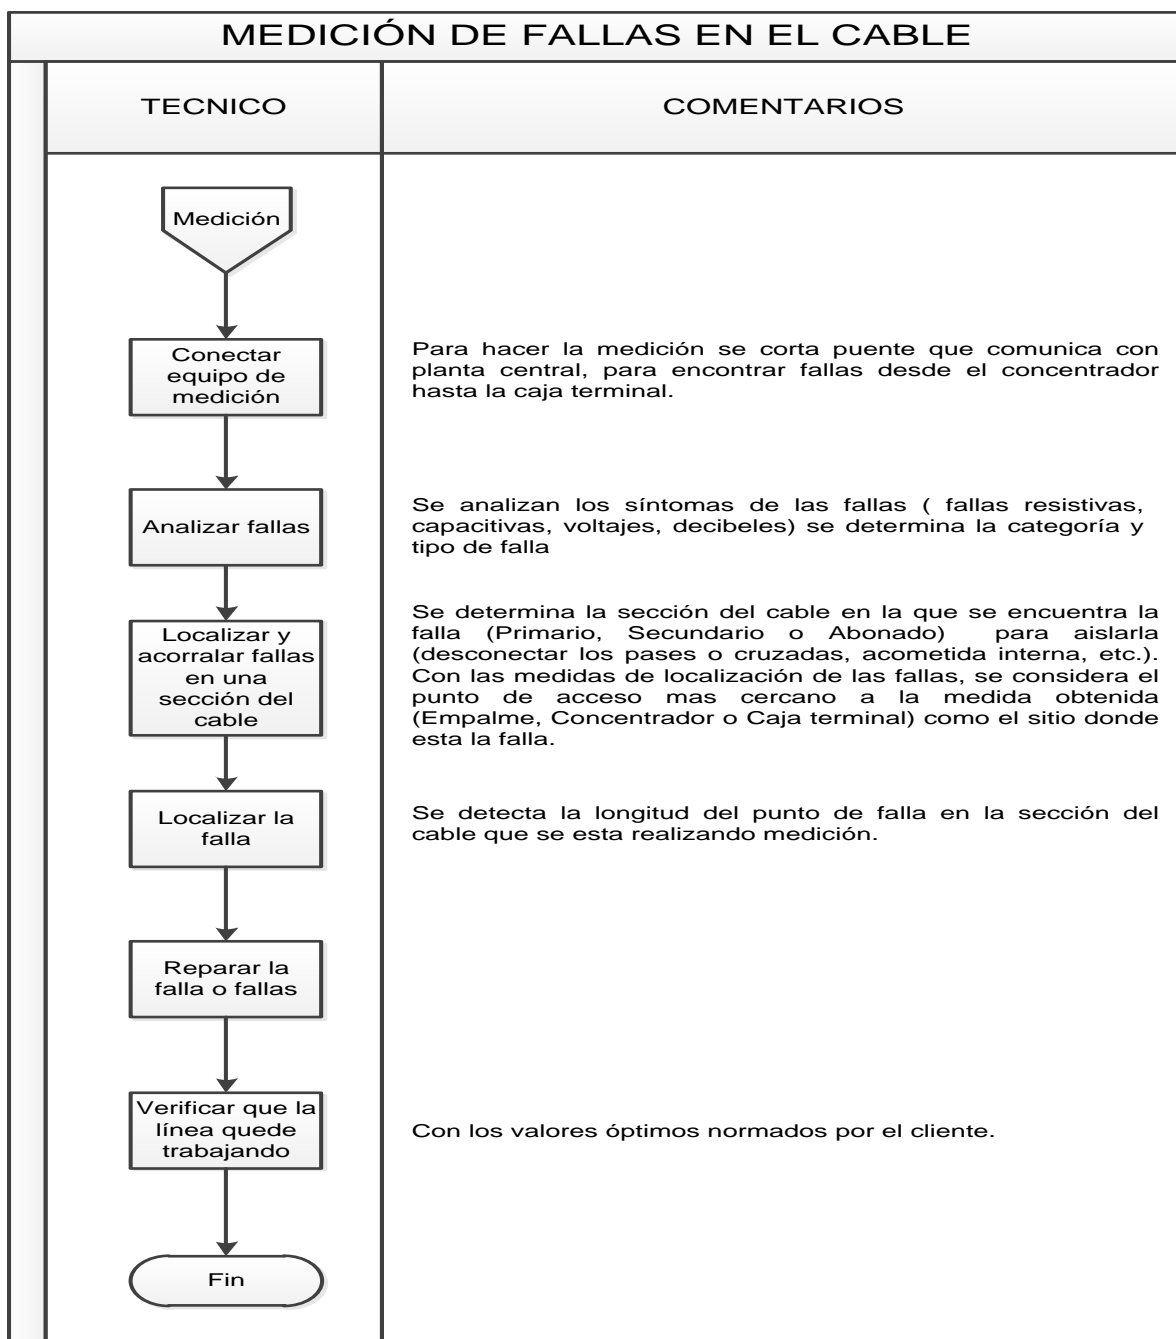 MEDICIÓN DE FALLAS EN EL CABLE
TECNICO
COMENTARIOS
Medición
Conectar
equipo de
medición
Para hacer la medición se corta puente que comunica con
planta central, para encontrar fallas desde el concentrador
hasta la caja terminal.
Analizar fallas
Se analizan los síntomas de las fallas ( fallas resistivas,
capacitivas, voltajes, decibeles) se determina la categoría y
tipo de falla
Localizar y
acorralar fallas
en una
sección del
cable
Se determina la sección del cable en la que se encuentra la
falla (Primario, Secundario o Abonado) para aislarla
(desconectar los pases o cruzadas, acometida interna, etc.).
Con las medidas de localización de las fallas, se considera el
punto de acceso mas cercano a la medida obtenida
(Empalme, Concentrador o Caja terminal) como el sitio donde
esta la falla.
Localizar la
falla
Se detecta la longitud del punto de falla en la sección del
cable que se esta realizando medición.
Reparar la
falla o fallas
Verificar que la
línea quede
trabajando
Con los valores óptimos normados por el cliente.
Fin